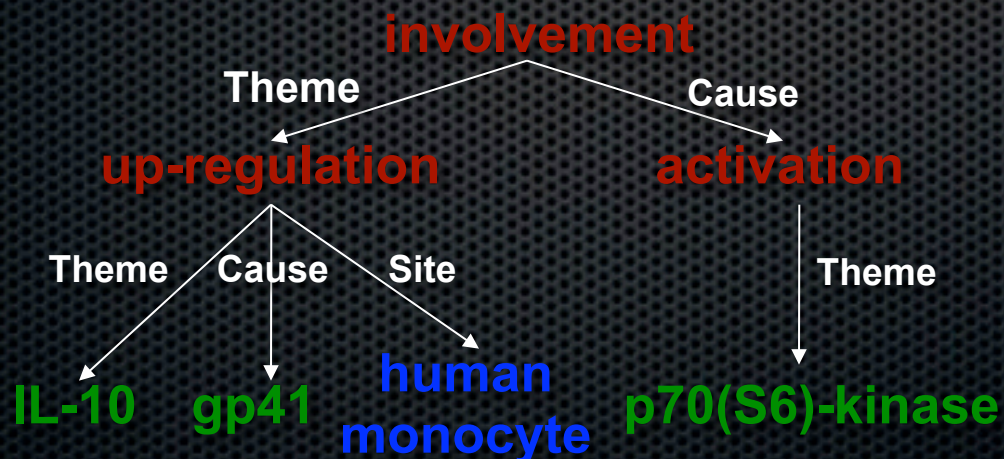 involvement
Theme
Cause
up-regulation
activation
Theme
Cause
Site
Theme
IL-10
gp41
human
monocyte
p70(S6)-kinase